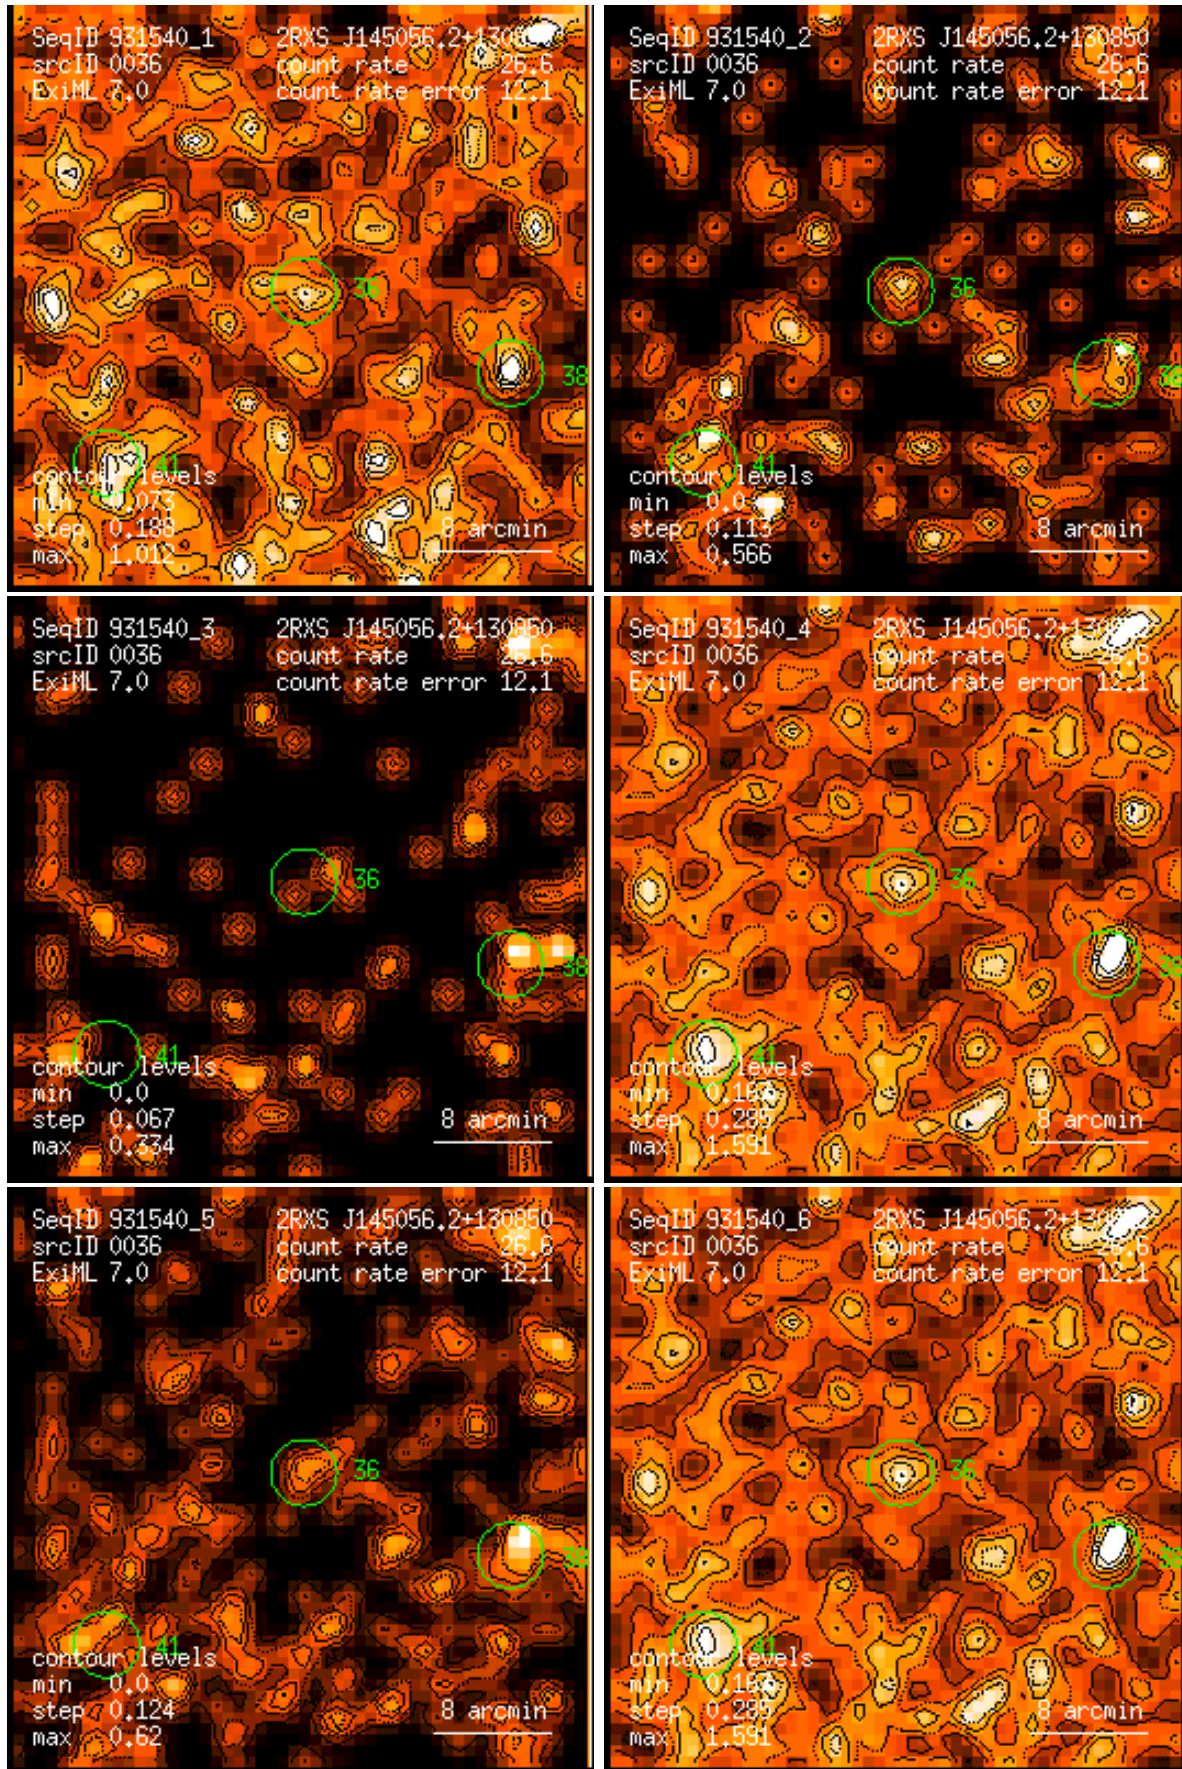 SeqID 931540_1 2RXS J145056.2+130850
srcID 0036 count rate 26.6
ExiML 7.0 count rate error 12.1
36
38
41
contour levels
min 0.073
step 0.188
max 1.012
8 arcmin
SeqID 931540_2 2RXS J145056.2+130850
srcID 0036 count rate 26.6
ExiML 7.0 count rate error 12.1
36
38
41
contour levels
min 0.0
step 0.113
max 0.566
8 arcmin
SeqID 931540_3 2RXS J145056.2+130850
srcID 0036 count rate 26.6
ExiML 7.0 count rate error 12.1
36
38
41
contour levels
min 0.0
step 0.067
max 0.334
8 arcmin
SeqID 931540_4 2RXS J145056.2+130850
srcID 0036 count rate 26.6
ExiML 7.0 count rate error 12.1
36
38
41
contour levels
min
step 0.285
max 1.591
8 arcmin
SeqID 931540_5 2RXS J145056.2+130850
srcID 0036 count rate 26.6
ExiML 7.0 count rate error 12.1
36
38
41
contour levels
min 0.0
step 0.124
max 0.62
8 arcmin
SeqID 931540_6 2RXS J145056.2+130850
srcID 0036 count rate 26.6
ExiML 7.0 count rate error 12.1
36
38
41
contour levels
min
step 0.285
max 1.591
8 arcmin